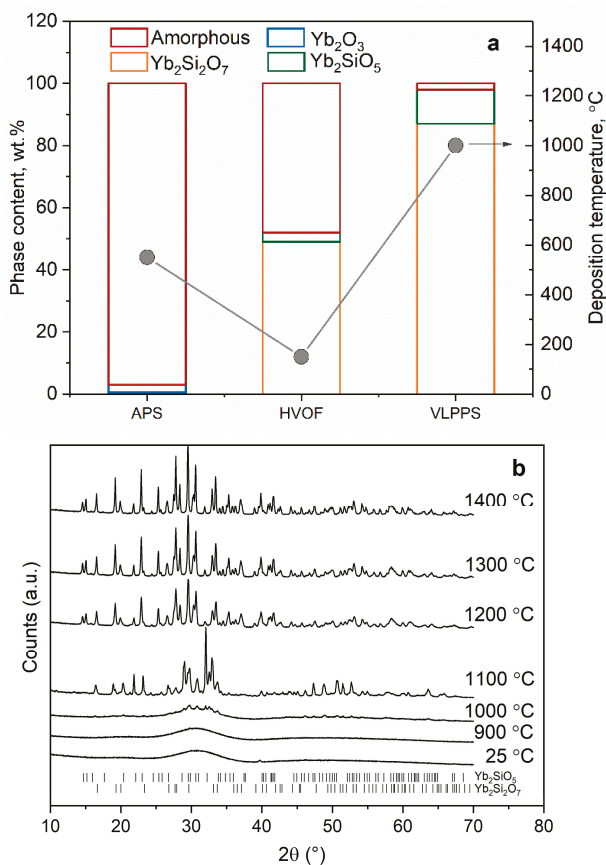 120
100
80
60
40
20
0
Phase content, wt.%
Amorphous
Yb₂O₃
Yb₂Si₂O₇
Yb₂SiO₅
a
1400
1200
1000
800
600
400
200
0
Deposition temperature, °C
APS
HVOF
VLPPS
b
Counts (a.u.)
1400 °C
1300 °C
1200 °C
1100 °C
1000 °C
900 °C
25 °C
Yb₂SiO₅
Yb₂Si₂O₇
10
20
30
40
50
60
70
80
2θ (°)